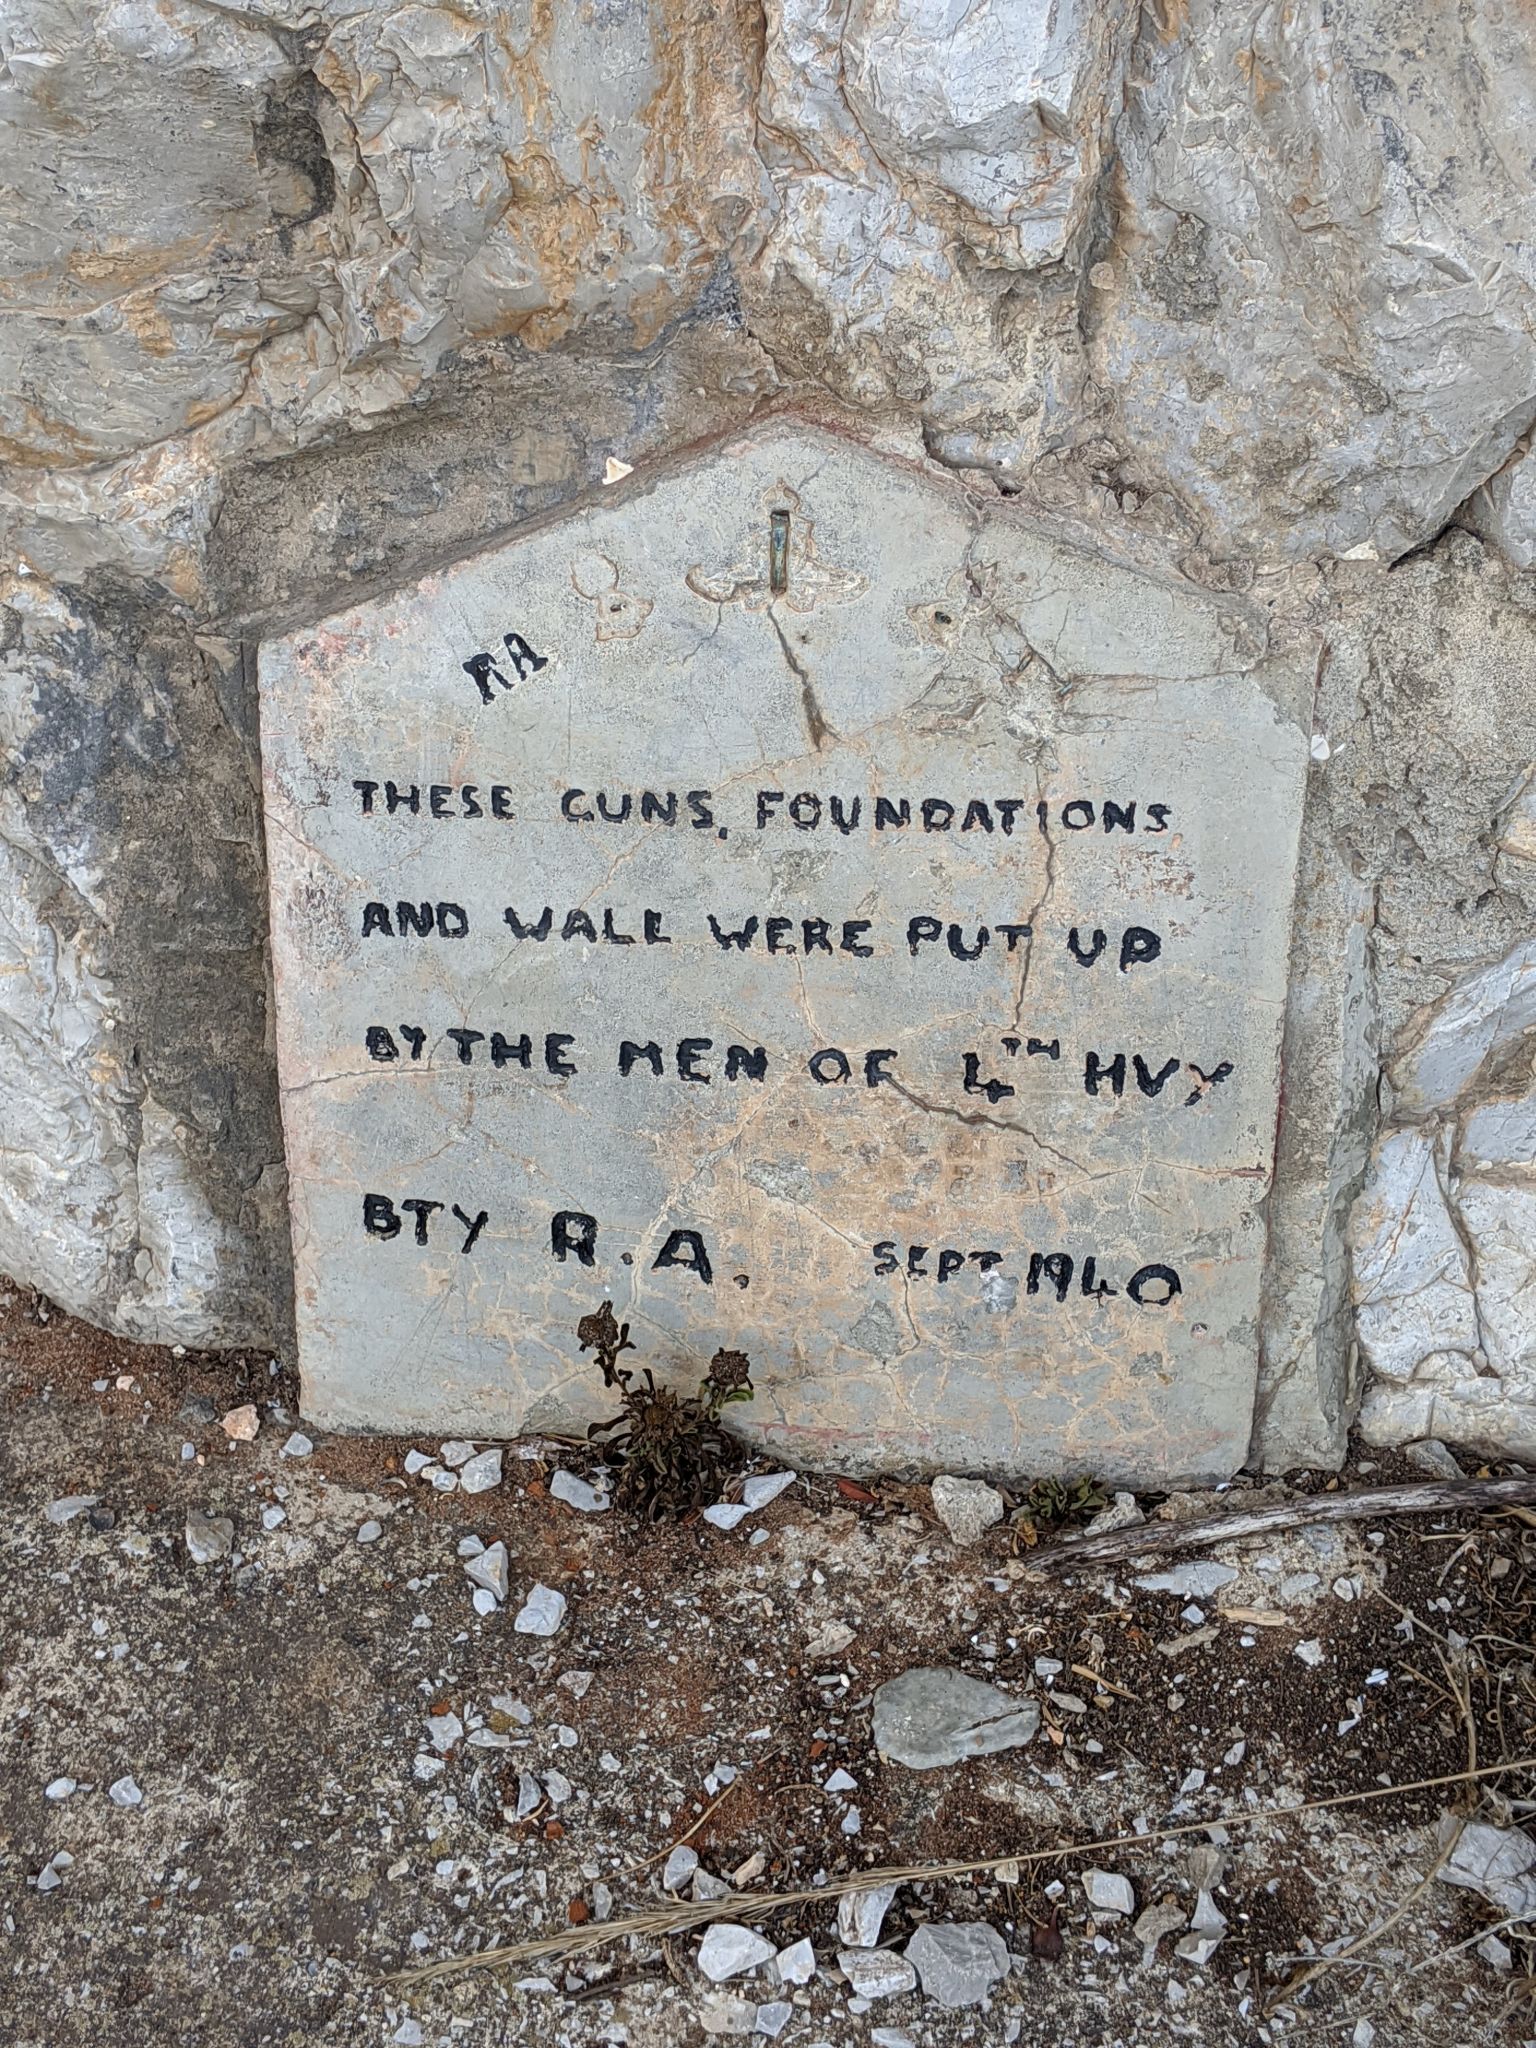 RA
THESE GUNS, FOUNDATIONS
AND WALL WERE PUT UP
BY THE MEN OF 4TH HVY
BTY R.A. SEPT 1940